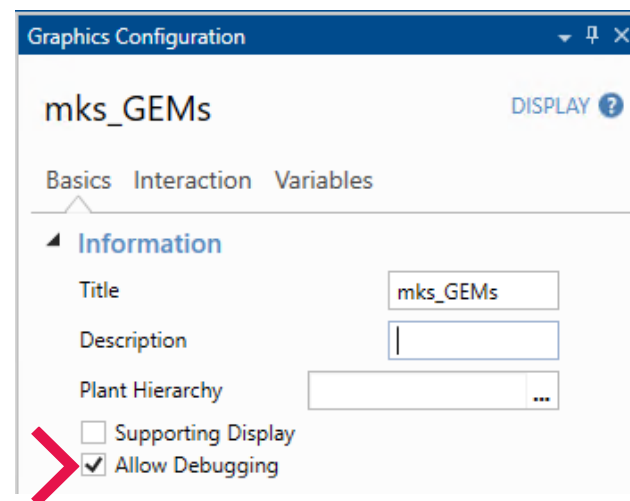 Graphics Configuration
mks_GEMs
DISPLAY ?
Basics Interaction Variables
Information
Title mks_GEMs
Description
Plant Hierarchy ...
Supporting Display
Allow Debugging